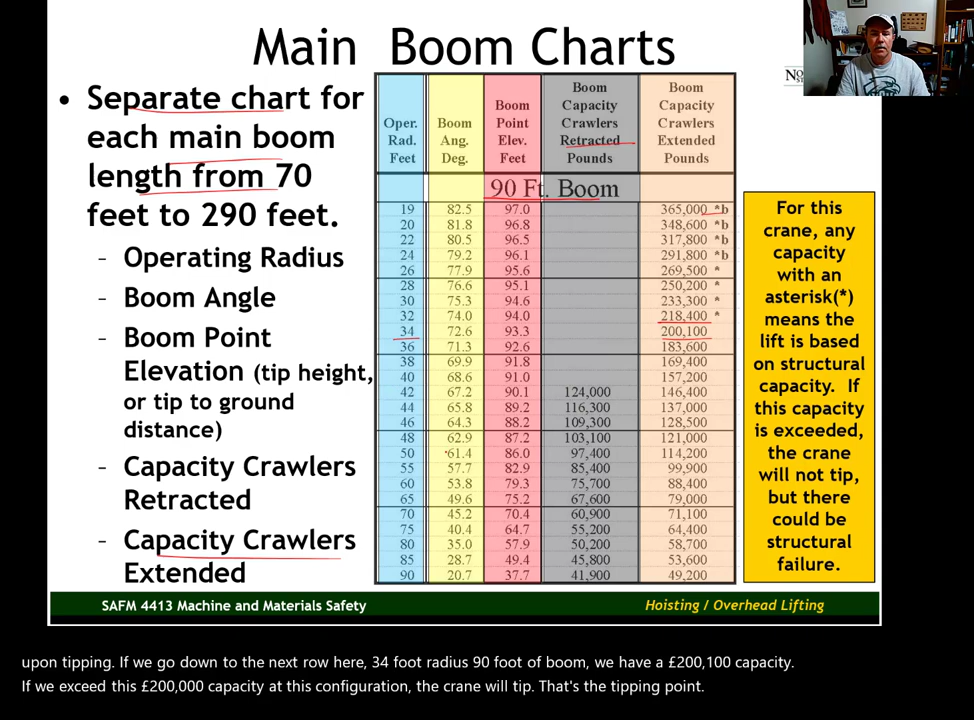 Main Boom Charts
• Separate chart for
each main boom
length from 70
feet to 290 feet.
– Operating Radius
– Boom Angle
– Boom Point
Elevation (tip height,
or tip to ground
distance)
– Capacity Crawlers
Retracted
– Capacity Crawlers
Extended
Oper. Rad. Feet
Boom Ang. Deg.
Boom Point Elev. Feet
Boom Capacity Crawlers Retracted Pounds
Boom Capacity Crawlers Extended Pounds
90 Ft. Boom
19 82.5 97.0 365,000 *b
20 81.8 96.8 348,600 *b
22 80.5 96.5 317,800 *b
24 79.2 96.1 291,800 *b
26 77.9 95.6 269,500 *
28 76.6 95.1 250,200 *
30 75.3 94.6 233,300 *
32 74.0 94.0 218,400 *
34 72.6 93.3 200,100
36 71.3 92.6 183,600
38 69.9 91.8 169,400
40 68.6 91.0 157,200
42 67.2 90.1 124,000 146,400
44 65.8 89.2 116,300 137,000
46 64.3 88.2 109,300 128,500
48 62.9 87.2 103,100 121,000
50 61.4 86.0 97,400 114,200
55 57.7 82.9 85,400 99,900
60 53.8 79.3 75,700 88,400
65 49.6 75.2 67,600 79,000
70 45.2 70.4 60,900 71,100
75 40.4 64.7 55,200 64,400
80 35.0 57.9 50,200 58,700
85 28.7 49.4 45,800 53,600
90 20.7 37.7 41,900 49,200
For this
crane, any
capacity
with an
asterisk(*)
means the
lift is based
on structural
capacity. If
this capacity
is exceeded,
the crane
will not tip,
but there
could be
structural
failure.
SAFM 4413 Machine and Materials Safety
Hoisting / Overhead Lifting
upon tipping. If we go down to the next row here, 34 foot radius 90 foot of boom, we have a £200,100 capacity.
If we exceed this £200,000 capacity at this configuration, the crane will tip. That's the tipping point.